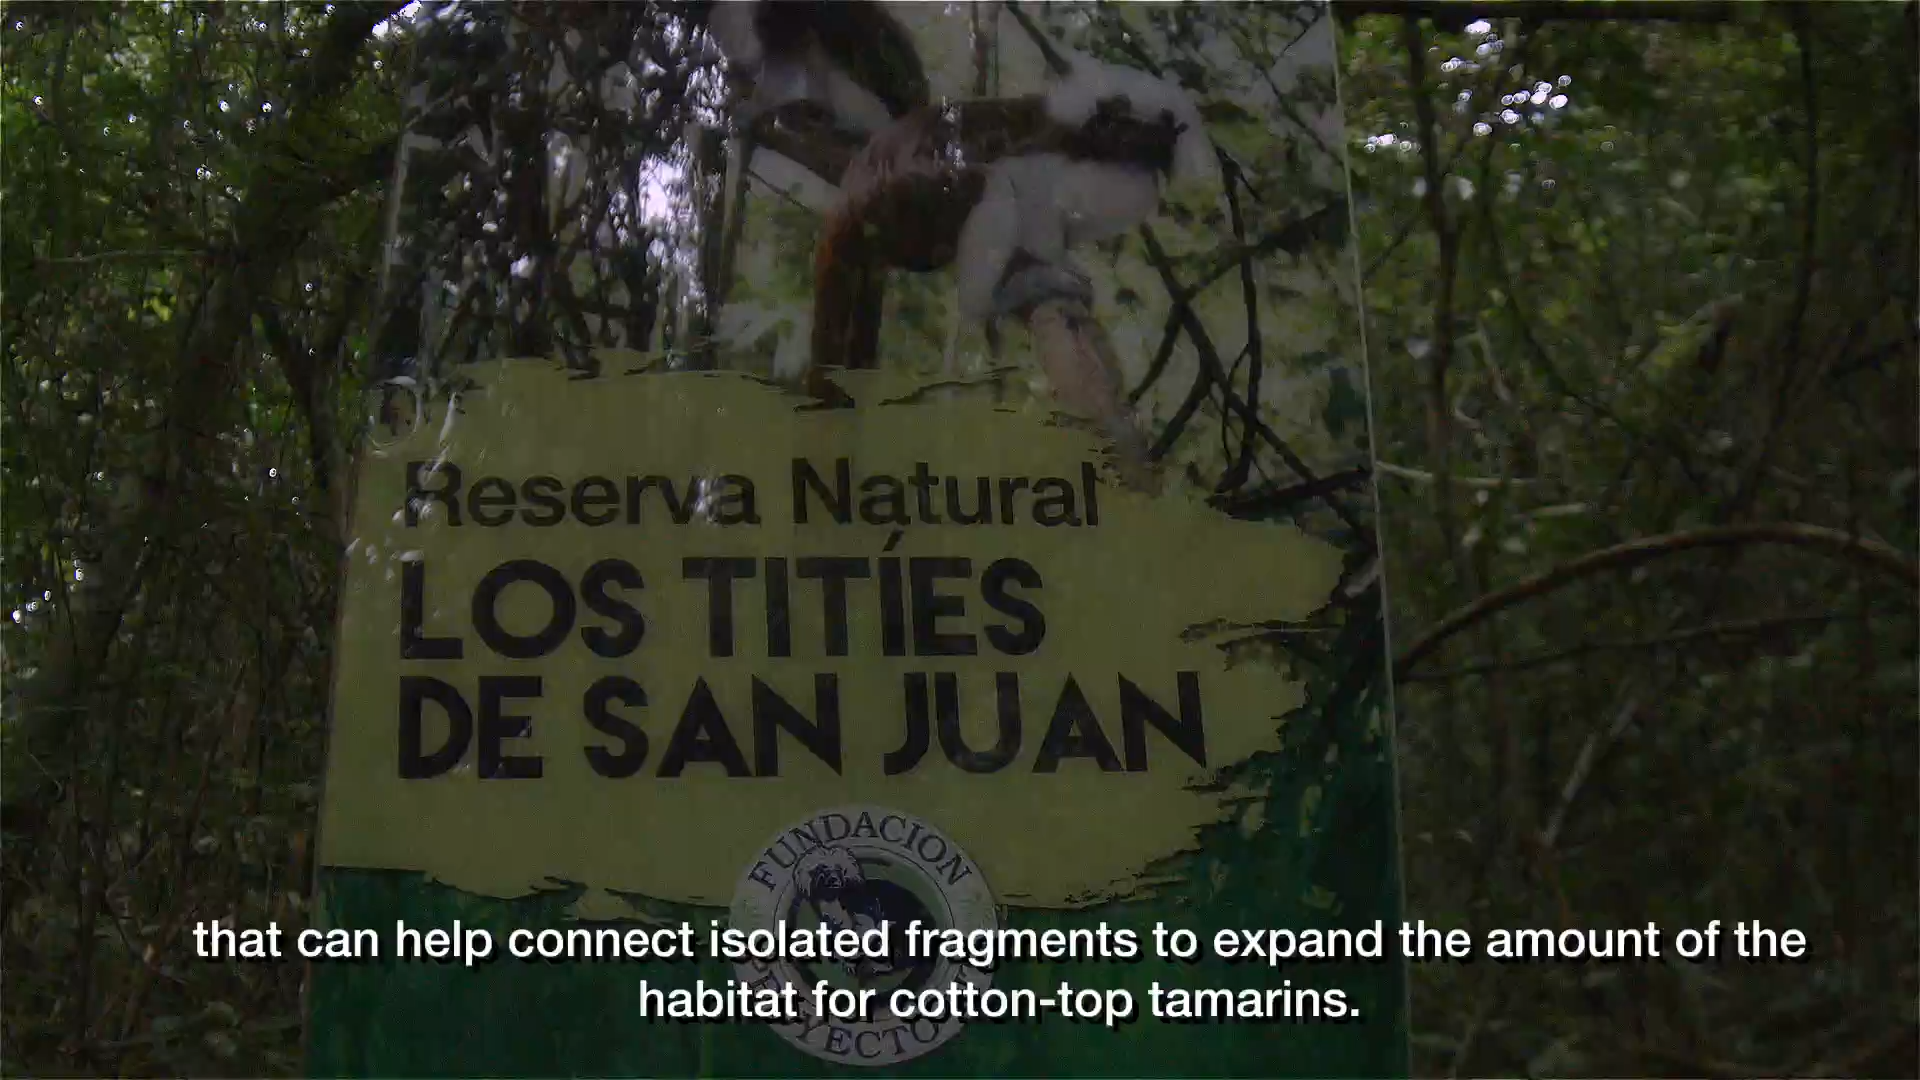 Reserva Natural
LOS TITÍES
DE SAN JUAN
FUNDACION
that can help connect isolated fragments to expand the amount of the
habitat for cotton-top tamarins.